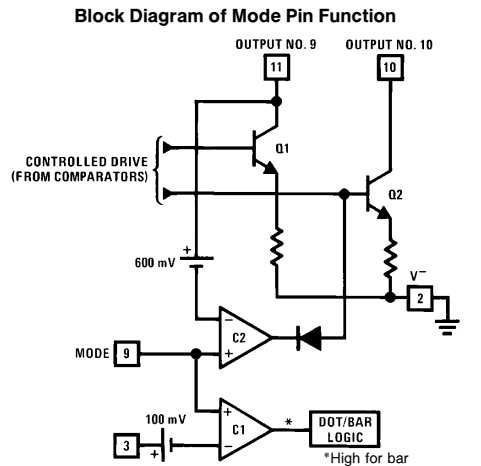 Block Diagram of Mode Pin Function
OUTPUT NO. 9
OUTPUT NO. 10
11
10
Q1
CONTROLLED DRIVE
(FROM COMPARATORS)
Q2
+
600 mV
V−
2
−
C2
+
MODE
9
100 mV
+
C1
−
*
DOT/BAR
LOGIC
3
+
*High for bar